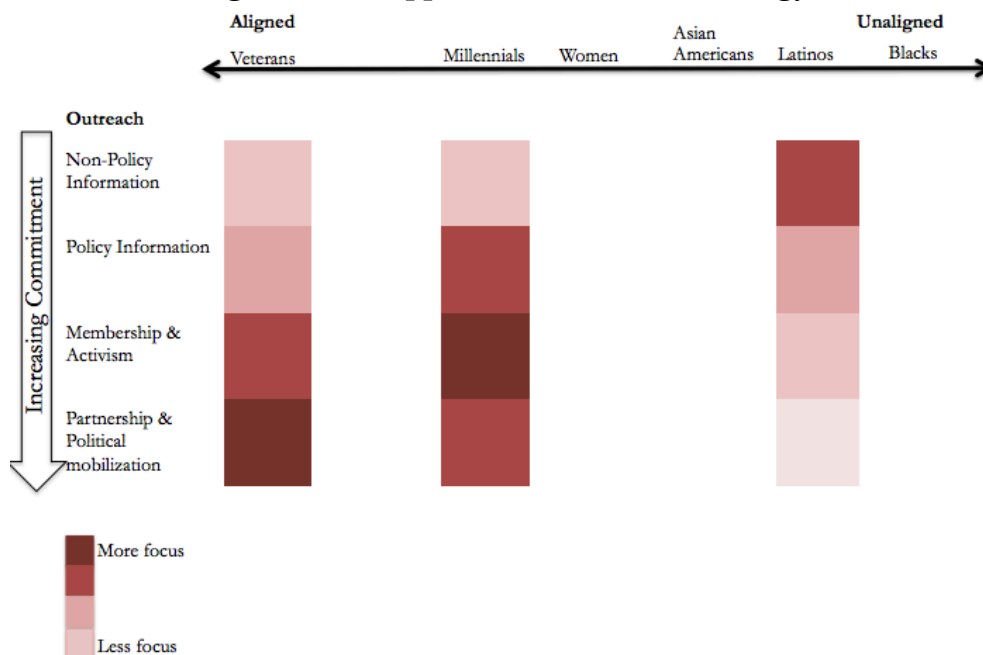 Aligned
Unaligned
Veterans
Millennials
Women
Asian
Americans
Latinos
Blacks
Outreach
Increasing Commitment
Non-Policy
Information
Policy Information
Membership &
Activism
Partnership &
Political
mobilization
More focus
Less focus